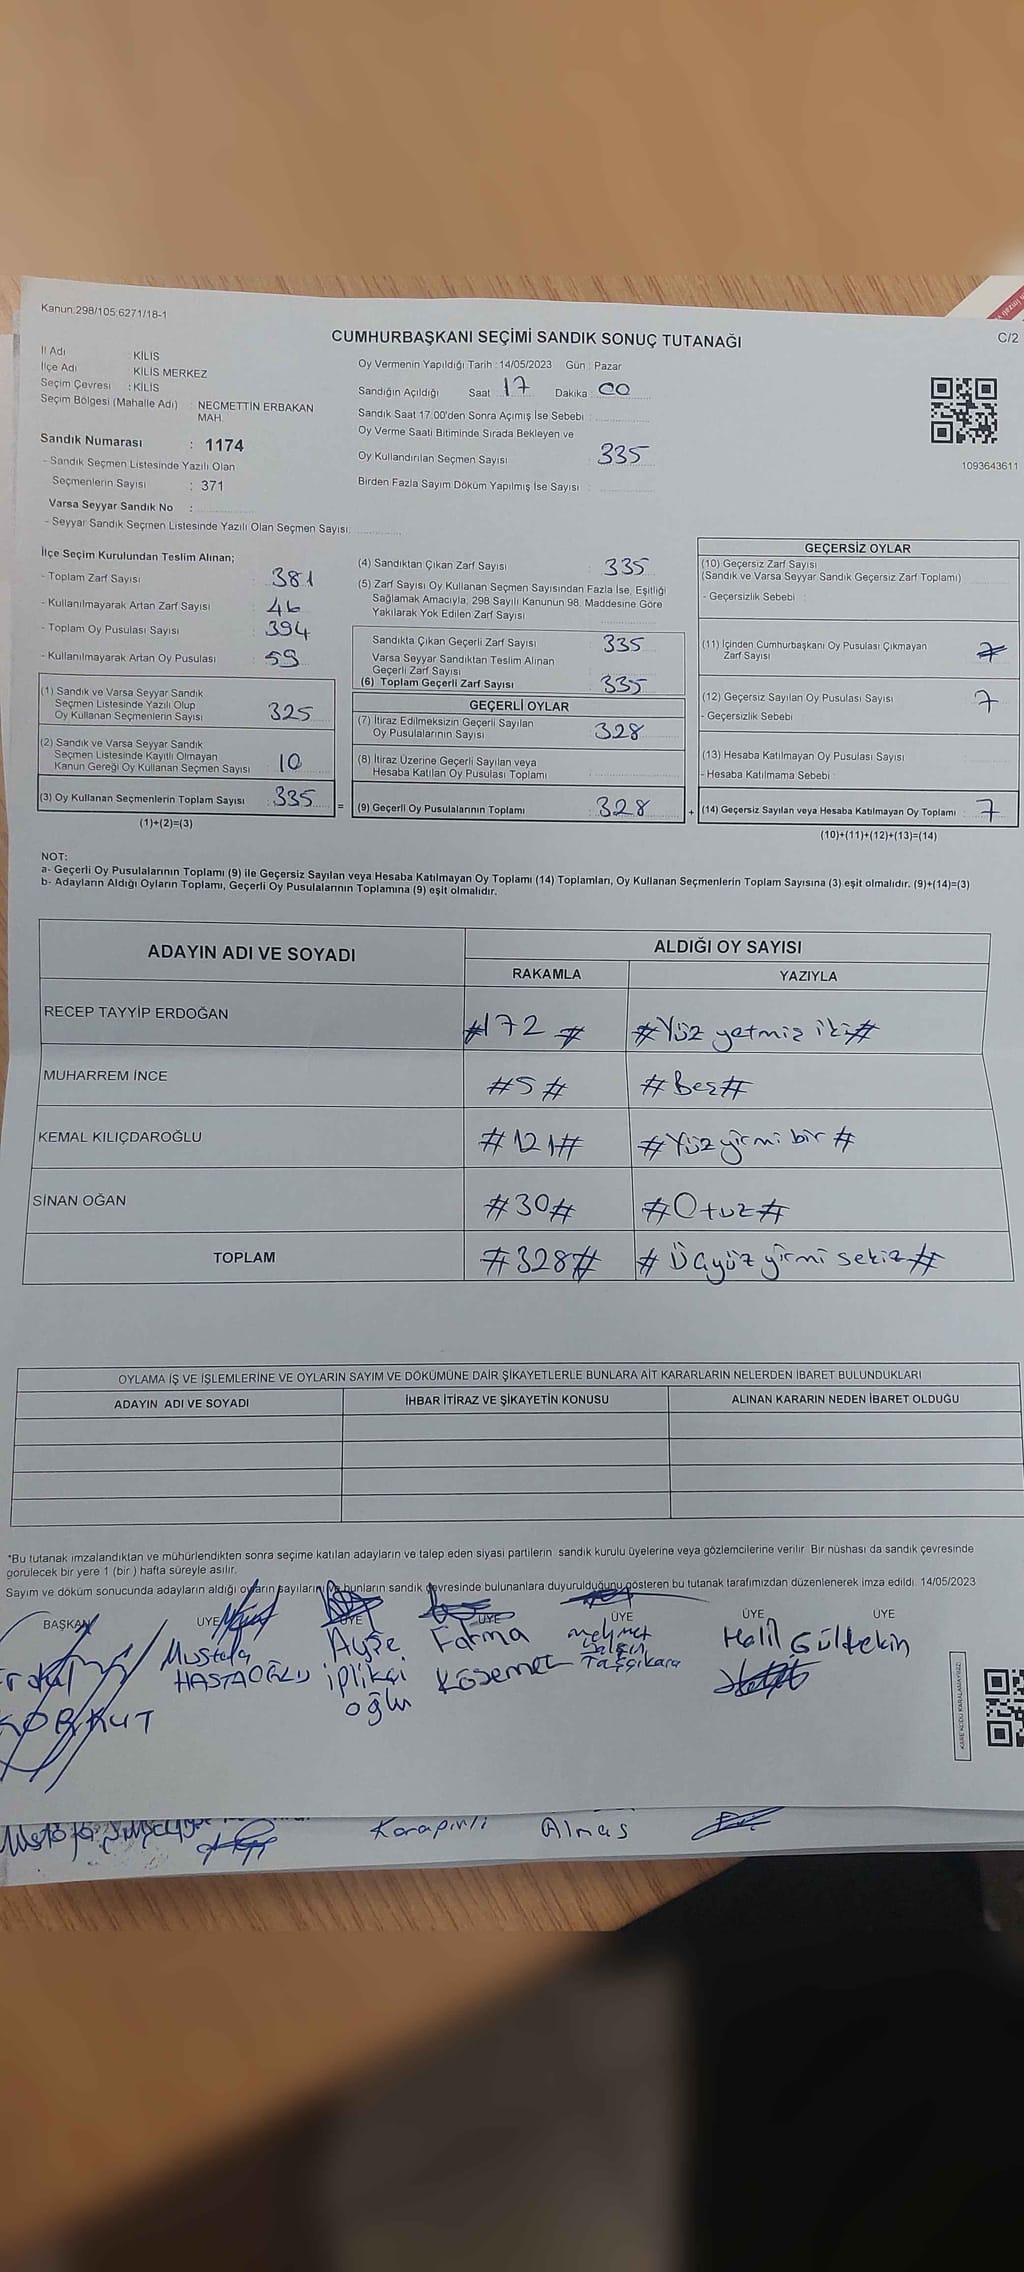 Kanun:298/105:6271/18-1
CUMHURBAŞKANI SEÇİMİ SANDIK SONUÇ TUTANAĞI
C/2
İl Adı : KİLİS
İlçe Adı : KİLİS MERKEZ
Seçim Çevresi : KİLİS
Seçim Bölgesi (Mahalle Adı) : NECMETTİN ERBAKAN
MAH.
Sandık Numarası : 1174
- Sandık Seçmen Listesinde Yazılı Olan
Seçmenlerin Sayısı : 371
Varsa Seyyar Sandık No :
- Seyyar Sandık Seçmen Listesinde Yazılı Olan Seçmen Sayısı:
Oy Vermenin Yapıldığı Tarih : 14/05/2023 Gün : Pazar
Sandığın Açıldığı Saat 17 Dakika : 00
Sandık Saat 17:00'den Sonra Açımış İse Sebebi :
Oy Verme Saati Bitiminde Sırada Bekleyen ve
Oy Kullandırılan Seçmen Sayısı : 335
Birden Fazla Sayım Döküm Yapılmış İse Sayısı :
1093643611
İlçe Seçim Kurulundan Teslim Alınan;
- Toplam Zarf Sayısı : 381
- Kullanılmayarak Artan Zarf Sayısı : 46
- Toplam Oy Pusulası Sayısı : 394
- Kullanılmayarak Artan Oy Pusulası : 59
(1) Sandık ve Varsa Seyyar Sandık
Seçmen Listesinde Yazılı Olup
Oy Kullanan Seçmenlerin Sayısı : 325
(2) Sandık ve Varsa Seyyar Sandık
Seçmen Listesinde Kayıtlı Olmayan
Kanun Gereği Oy Kullanan Seçmen Sayısı : 10
(3) Oy Kullanan Seçmenlerin Toplam Sayısı : 335
(1)+(2)=(3)
=
(4) Sandıktan Çıkan Zarf Sayısı : 335
(5) Zarf Sayısı Oy Kullanan Seçmen Sayısından Fazla İse, Eşitliği
Sağlamak Amacıyla, 298 Sayılı Kanunun 98. Maddesine Göre
Yakılarak Yok Edilen Zarf Sayısı
Sandıkta Çıkan Geçerli Zarf Sayısı : 335
Varsa Seyyar Sandıktan Teslim Alınan
Geçerli Zarf Sayısı
(6) Toplam Geçerli Zarf Sayısı : 335
GEÇERLİ OYLAR
(7) İtiraz Edilmeksizin Geçerli Sayılan
Oy Pusulalarının Sayısı : 328
(8) İtiraz Üzerine Geçerli Sayılan veya
Hesaba Katılan Oy Pusulası Toplamı :
(9) Geçerli Oy Pusulalarının Toplamı : 328
+
GEÇERSİZ OYLAR
(10) Geçersiz Zarf Sayısı
(Sandık ve Varsa Seyyar Sandık Geçersiz Zarf Toplamı)
- Geçersizlik Sebebi :
(11) İçinden Cumhurbaşkanı Oy Pusulası Çıkmayan
Zarf Sayısı
(12) Geçersiz Sayılan Oy Pusulası Sayısı : 7
- Geçersizlik Sebebi
(13) Hesaba Katılmayan Oy Pusulası Sayısı
- Hesaba Katılmama Sebebi :
(14) Geçersiz Sayılan veya Hesaba Katılmayan Oy Toplamı : 7
(10)+(11)+(12)+(13)=(14)
NOT:
a- Geçerli Oy Pusulalarının Toplamı (9) ile Geçersiz Sayılan veya Hesaba Katılmayan Oy Toplamı (14) Toplamları, Oy Kullanan Seçmenlerin Toplam Sayısına (3) eşit olmalıdır. (9)+(14)=(3)
b- Adayların Aldığı Oyların Toplamı, Geçerli Oy Pusulalarının Toplamına (9) eşit olmalıdır.
ADAYIN ADI VE SOYADI
ALDIĞI OY SAYISI
RAKAMLA YAZIYLA
RECEP TAYYİP ERDOĞAN #172# #Yüz yetmiş iki#
MUHARREM İNCE #5# #Beş#
KEMAL KILIÇDAROĞLU #121# #Yüz yirmi bir#
SİNAN OĞAN #30# #Otuz#
TOPLAM #328# #Üçyüz yirmi sekiz#
OYLAMA İŞ VE İŞLEMLERİNE VE OYLARIN SAYIM VE DÖKÜMÜNE DAİR ŞİKAYETLERLE BUNLARA AİT KARARLARIN NELERDEN İBARET BULUNDUKLARI
ADAYIN ADI VE SOYADI İHBAR İTİRAZ VE ŞİKAYETİN KONUSU ALINAN KARARIN NEDEN İBARET OLDUĞU
*Bu tutanak imzalandıktan ve mühürlendikten sonra seçime katılan adayların ve talep eden siyasi partilerin sandık kurulu üyelerine veya gözlemcilerine verilir. Bir nüshası da sandık çevresinde
görülecek bir yere 1 (bir) hafta süreyle asılır.
Sayım ve döküm sonucunda adayların aldığı oyların sayılarını ve bunların sandık çevresinde bulunanlara duyurulduğunu gösteren bu tutanak tarafımızdan düzenlenerek imza edildi. 14/05/2023
BAŞKAN ÜYE ÜYE ÜYE ÜYE ÜYE ÜYE
KORKUT
Mustafa
HASTAOĞLU
Ayşe
iplikçi
oğlu
Fatma
Kösemet
mehmet
Halil Gültekin
KARE KODU KARALAMAYINIZ
Karapirli Almas